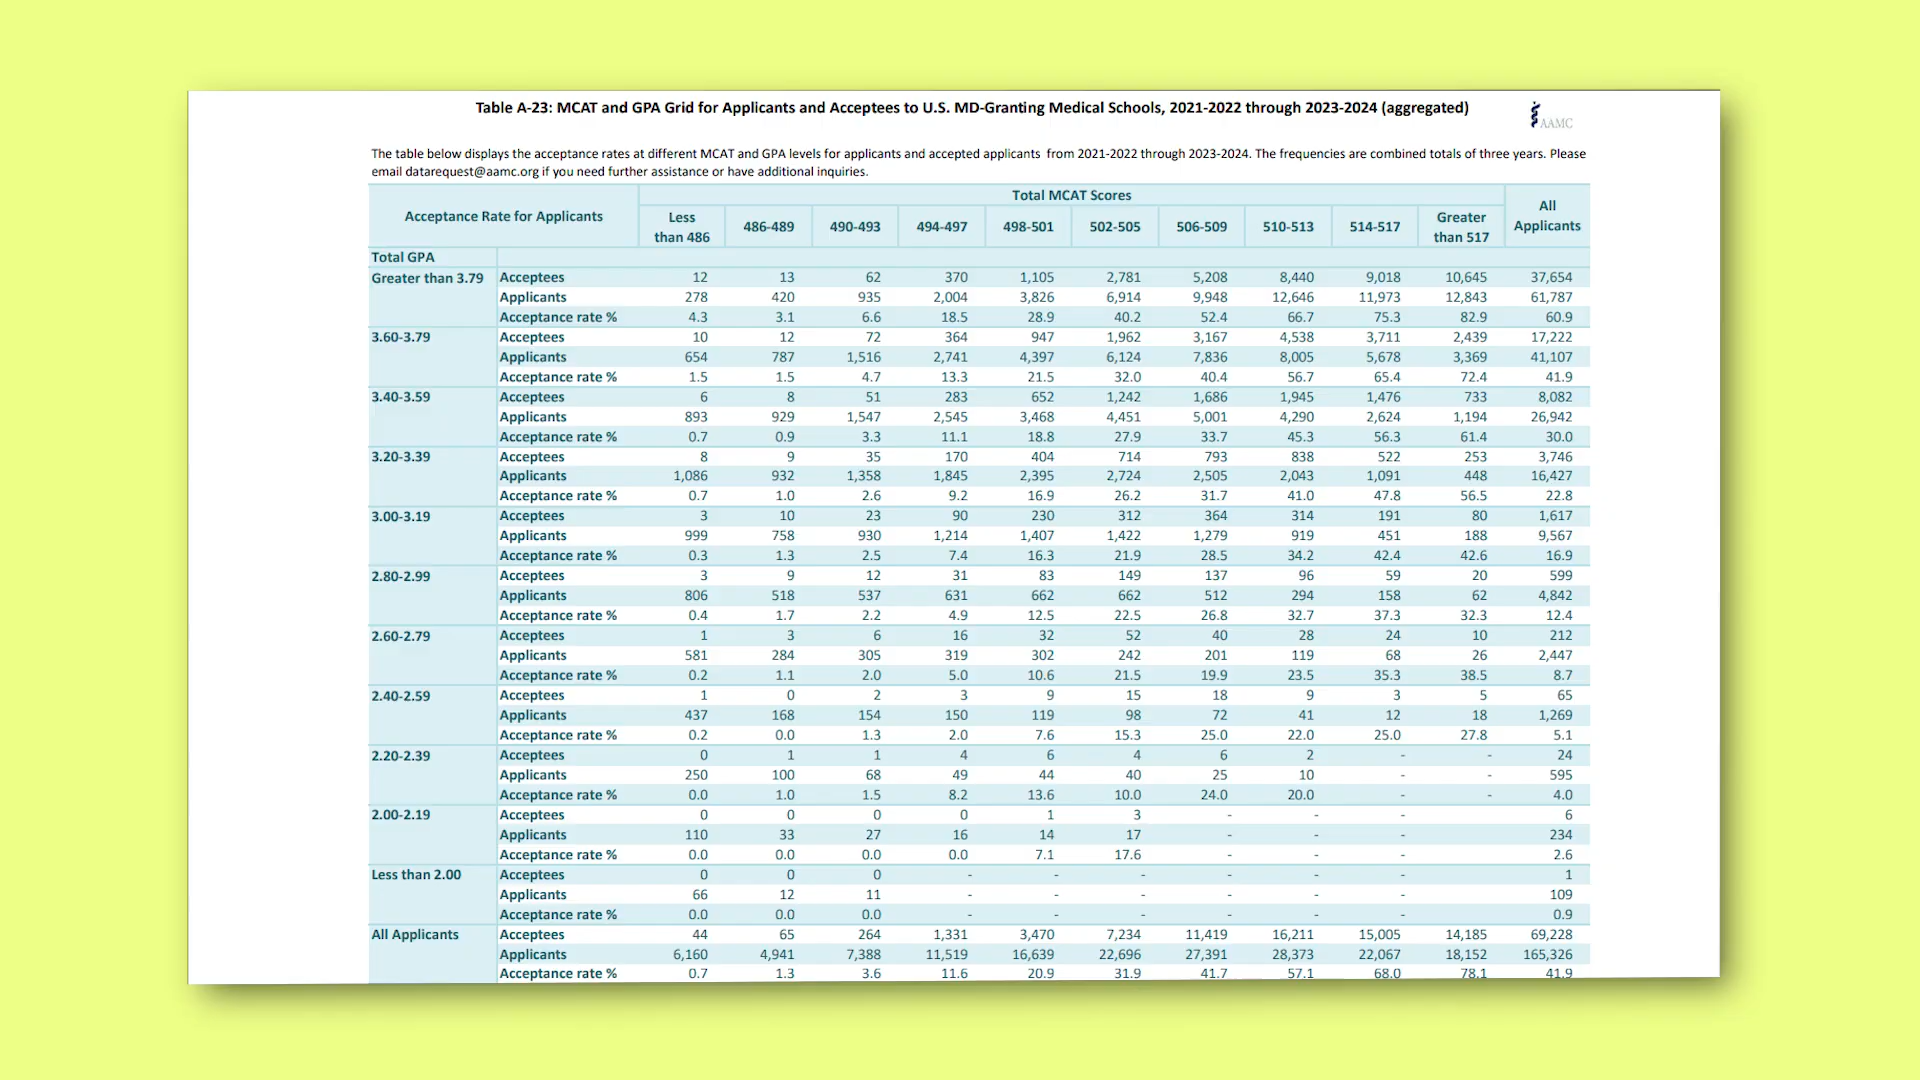 Table A-23: MCAT and GPA Grid for Applicants and Acceptees to U.S. MD-Granting Medical Schools, 2021-2022 through 2023-2024 (aggregated)
AAMC
The table below displays the acceptance rates at different MCAT and GPA levels for applicants and accepted applicants from 2021-2022 through 2023-2024. The frequencies are combined totals of three years. Please
email datarequest@aamc.org if you need further assistance or have additional inquiries.
Acceptance Rate for Applicants Total MCAT Scores All Applicants
Less than 486 486-489 490-493 494-497 498-501 502-505 506-509 510-513 514-517 Greater than 517
Total GPA
Greater than 3.79 Acceptees 12 13 62 370 1,105 2,781 5,208 8,440 9,018 10,645 37,654
Applicants 278 420 935 2,004 3,826 6,914 9,948 12,646 11,973 12,843 61,787
Acceptance rate % 4.3 3.1 6.6 18.5 28.9 40.2 52.4 66.7 75.3 82.9 60.9
3.60-3.79 Acceptees 10 12 72 364 947 1,962 3,167 4,538 3,711 2,439 17,222
Applicants 654 787 1,516 2,741 4,397 6,124 7,836 8,005 5,678 3,369 41,107
Acceptance rate % 1.5 1.5 4.7 13.3 21.5 32.0 40.4 56.7 65.4 72.4 41.9
3.40-3.59 Acceptees 6 8 51 283 652 1,242 1,686 1,945 1,476 733 8,082
Applicants 893 929 1,547 2,545 3,468 4,451 5,001 4,290 2,624 1,194 26,942
Acceptance rate % 0.7 0.9 3.3 11.1 18.8 27.9 33.7 45.3 56.3 61.4 30.0
3.20-3.39 Acceptees 8 9 35 170 404 714 793 838 522 253 3,746
Applicants 1,086 932 1,358 1,845 2,395 2,724 2,505 2,043 1,091 448 16,427
Acceptance rate % 0.7 1.0 2.6 9.2 16.9 26.2 31.7 41.0 47.8 56.5 22.8
3.00-3.19 Acceptees 3 10 23 90 230 312 364 314 191 80 1,617
Applicants 999 758 930 1,214 1,407 1,422 1,279 919 451 188 9,567
Acceptance rate % 0.3 1.3 2.5 7.4 16.3 21.9 28.5 34.2 42.4 42.6 16.9
2.80-2.99 Acceptees 3 9 12 31 83 149 137 96 59 20 599
Applicants 806 518 537 631 662 662 512 294 158 62 4,842
Acceptance rate % 0.4 1.7 2.2 4.9 12.5 22.5 26.8 32.7 37.3 32.3 12.4
2.60-2.79 Acceptees 1 3 6 16 32 52 40 28 24 10 212
Applicants 581 284 305 319 302 242 201 119 68 26 2,447
Acceptance rate % 0.2 1.1 2.0 5.0 10.6 21.5 19.9 23.5 35.3 38.5 8.7
2.40-2.59 Acceptees 1 0 2 3 9 15 18 9 3 5 65
Applicants 437 168 154 150 119 98 72 41 12 18 1,269
Acceptance rate % 0.2 0.0 1.3 2.0 7.6 15.3 25.0 22.0 25.0 27.8 5.1
2.20-2.39 Acceptees 0 1 1 4 6 4 6 2 - - 24
Applicants 250 100 68 49 44 40 25 10 - - 595
Acceptance rate % 0.0 1.0 1.5 8.2 13.6 10.0 24.0 20.0 - - 4.0
2.00-2.19 Acceptees 0 0 0 0 1 3 - - - 6
Applicants 110 33 27 16 14 17 - - - 234
Acceptance rate % 0.0 0.0 0.0 0.0 7.1 17.6 - - - 2.6
Less than 2.00 Acceptees 0 0 0 - - - - - - 1
Applicants 66 12 11 - - - - - - 109
Acceptance rate % 0.0 0.0 0.0 - - - - - - 0.9
All Applicants Acceptees 44 65 264 1,331 3,470 7,234 11,419 16,211 15,005 14,185 69,228
Applicants 6,160 4,941 7,388 11,519 16,639 22,696 27,391 28,373 22,067 18,152 165,326
Acceptance rate % 0.7 1.3 3.6 11.6 20.9 31.9 41.7 57.1 68.0 78.1 41.9